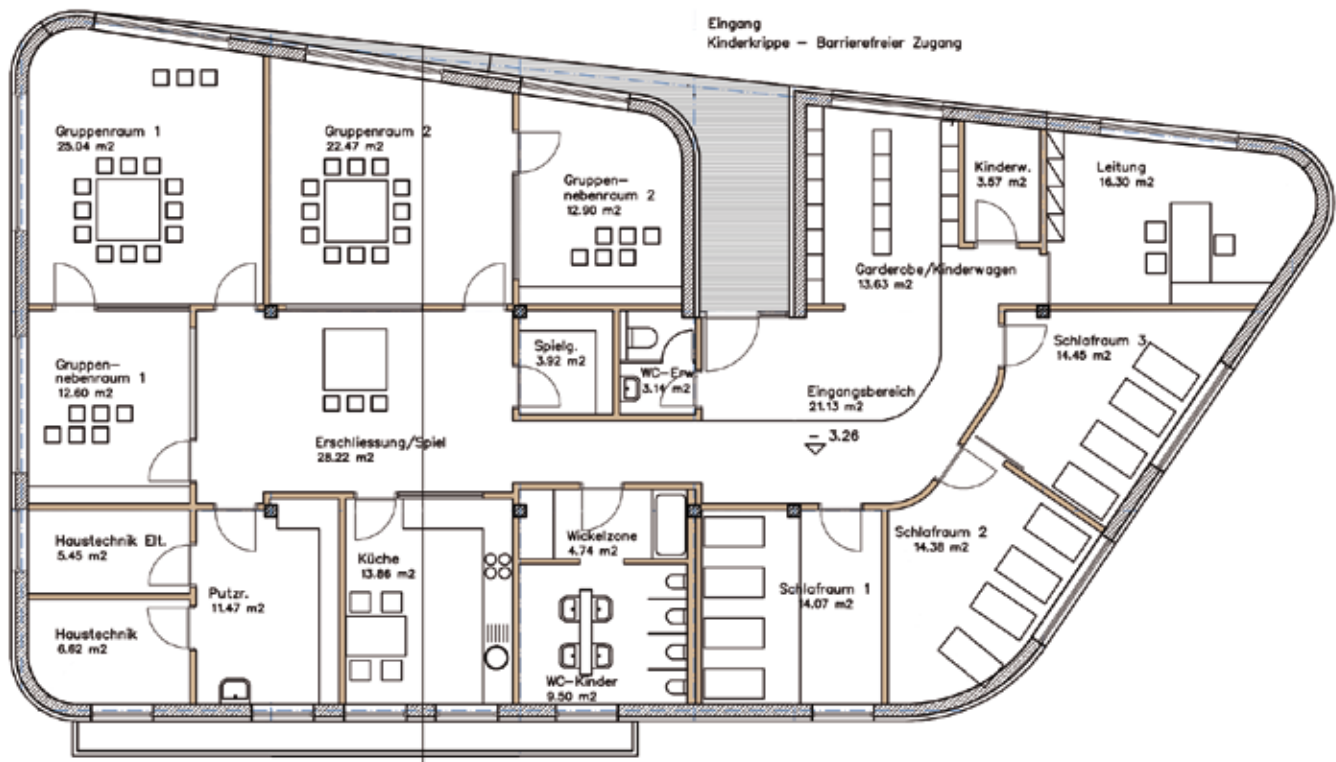 Eingang
Kinderkrippe – Barrierefreier Zugang
Gruppenraum 1
25.04 m2
Gruppenraum 2
22.47 m2
Gruppen-
nebenraum 2
12.90 m2
Kinderw.
3.57 m2
Leitung
16.30 m2
Garderobe/Kinderwagen
13.63 m2
Gruppen-
nebenraum 1
12.60 m2
Spielg.
3.92 m2
WC-Erw.
3.14 m2
Schlafraum 3
14.45 m2
Eingangsbereich
21.13 m2
Erschliessung/Spiel
28.22 m2
– 3.26
Haustechnik Elt.
5.45 m2
Küche
13.86 m2
Wickelzone
4.74 m2
Schlafraum 2
14.38 m2
Putzr.
11.47 m2
Schlafraum 1
14.07 m2
Haustechnik
6.62 m2
WC-Kinder
9.50 m2